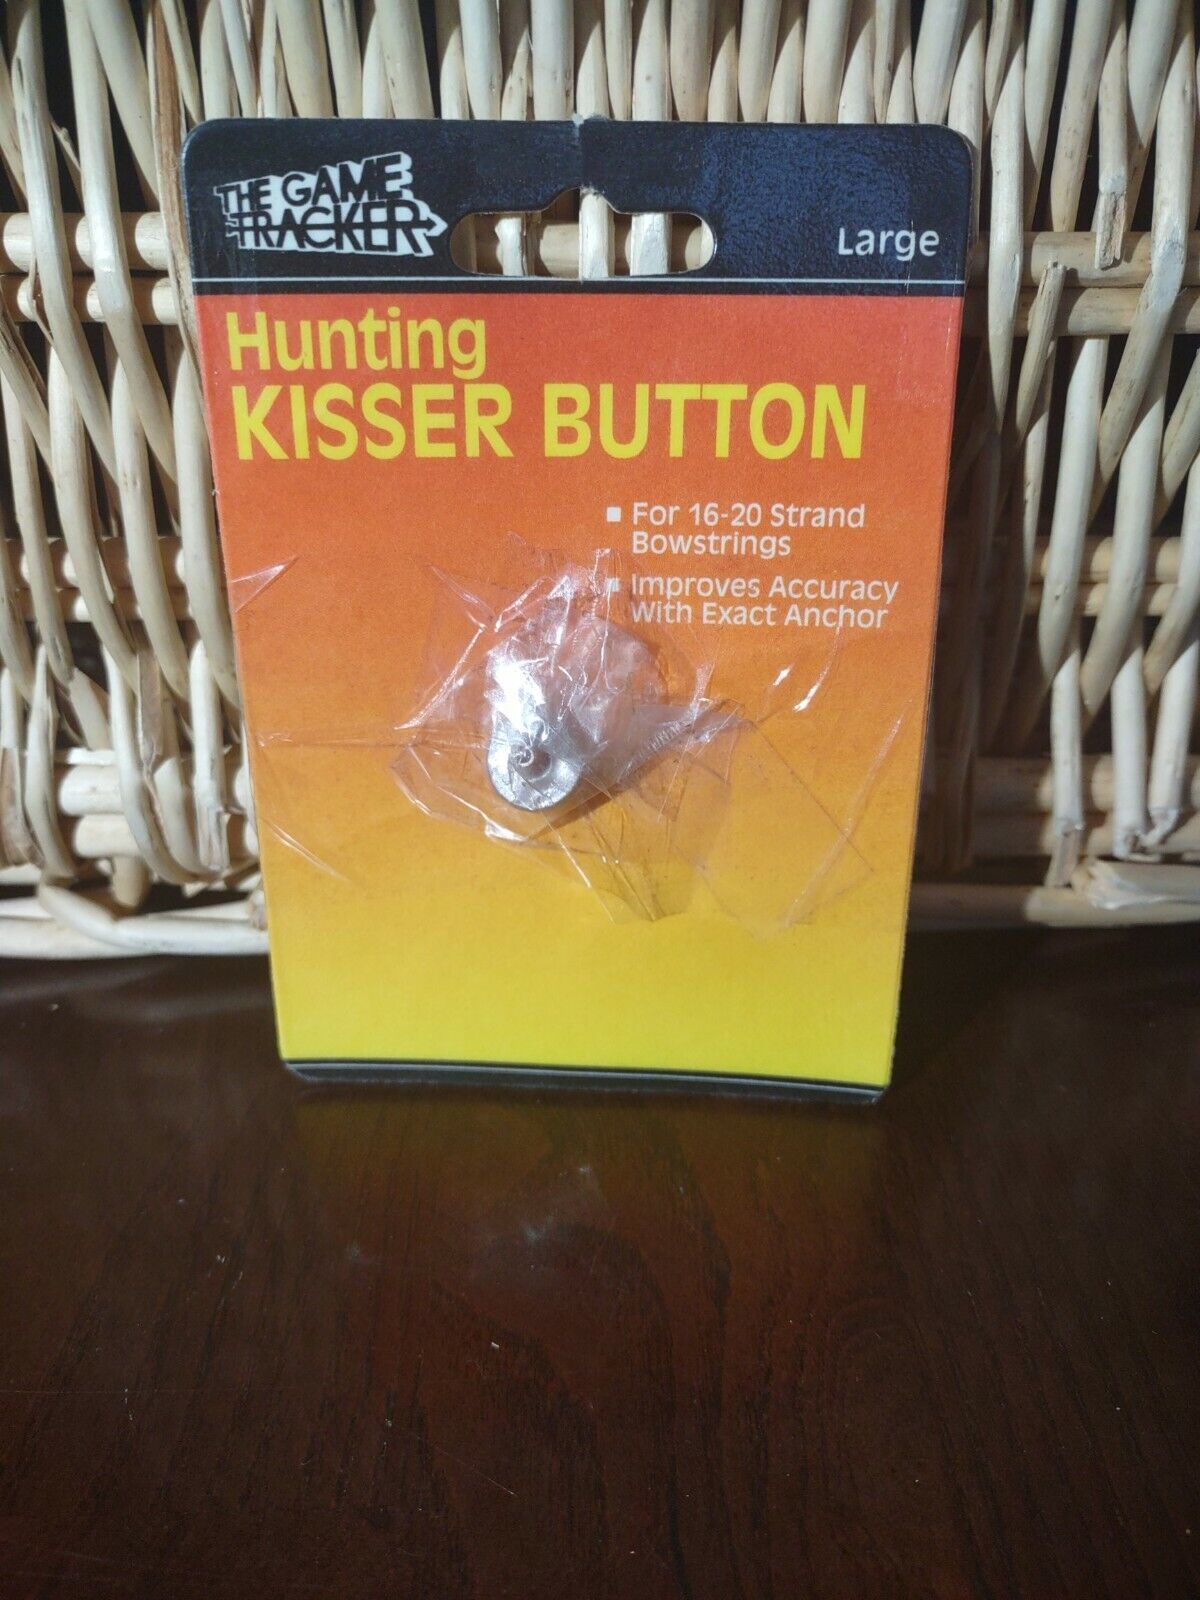 THE GAME
TRACKER
Large
Hunting
KISSER BUTTON
▪ For 16-20 Strand
Bowstrings
▪ Improves Accuracy
With Exact Anchor